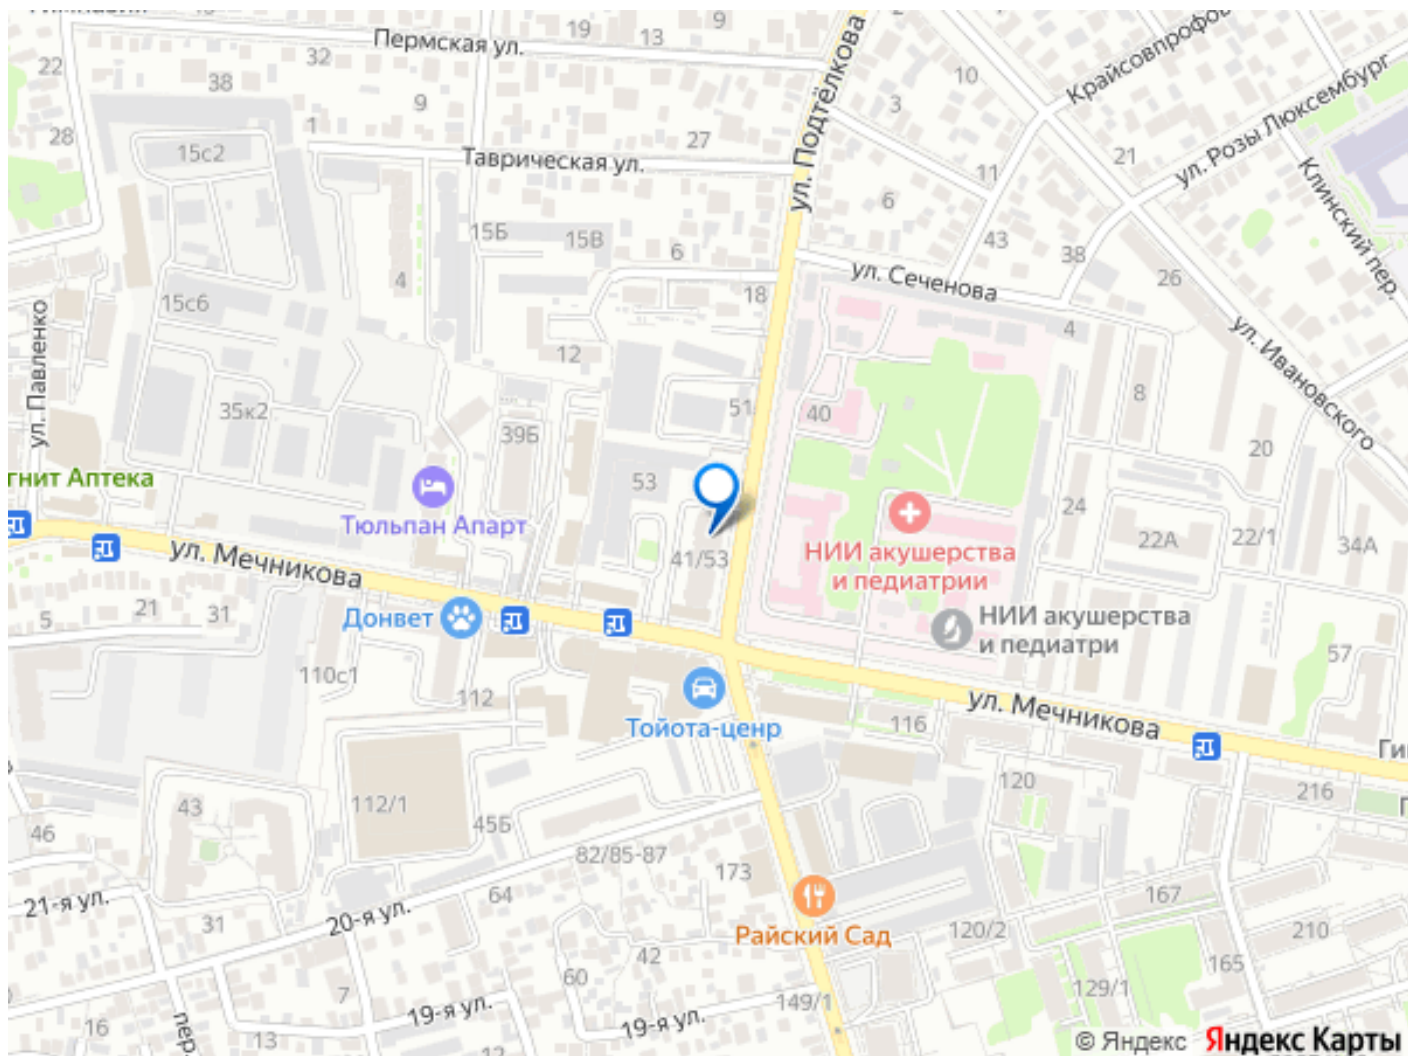 9
19
13
Пермская ул.
32
22
38
9
28
1
15с2
27
Таврическая ул.
ул. Подтёлкова
10
3
Крайсовпрофов
21
ул. Розы Люксембург
11
6
43
38
Клинский пер.
15Б
15В
6
4
18
ул. Сеченова
26
15с6
ул. Павленко
12
4
ул. Ивановского
8
35к2
39Б
51
40
20
гнит Аптека
53
24
Тюльпан Апарт
22А
22/1
34А
ул. Мечникова
41/53
НИИ акушерства
и педиатрии
21
31
5
Донвет
НИИ акушерства
и педиатри
57
110с1
112
ул. Мечникова
116
Тойота-ценр
Ги
120
216
43
112/1
45Б
46
82/85-87
173
64
167
21-я ул.
31
20-я ул.
Райский Сад
120/2
210
42
60
165
7
129/1
149/1
19-я ул.
19-я ул.
16
пер.
13
12
© Яндекс Яндекс Карты